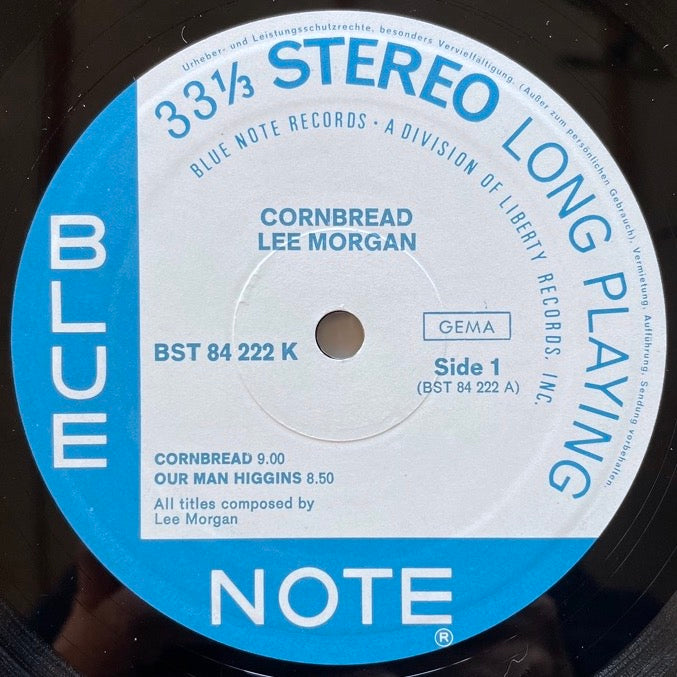 Urheber- und Leistungsschutzrechte, besonders Vervielfältigung, (Außer zum persönlichen Gebrauch), Vermietung, Aufführung, Sendung vorbehalten.
33⅓ STEREO LONG PLAYING
BLUE NOTE RECORDS · A DIVISION OF LIBERTY RECORDS, INC.
CORNBREAD
LEE MORGAN
BLUE
BST 84 222 K
GEMA
Side 1
(BST 84 222 A)
CORNBREAD 9.00
OUR MAN HIGGINS 8.50
All titles composed by
Lee Morgan
NOTE
®